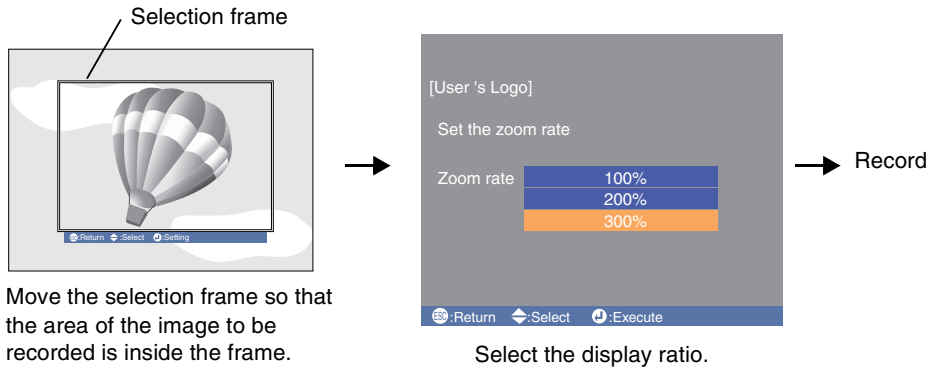 Selection frame
:Return :Select :Setting
Move the selection frame so that
the area of the image to be
recorded is inside the frame.
[User 's Logo]
Set the zoom rate
Zoom rate
100%
200%
300%
ESC :Return :Select :Execute
Select the display ratio.
Record